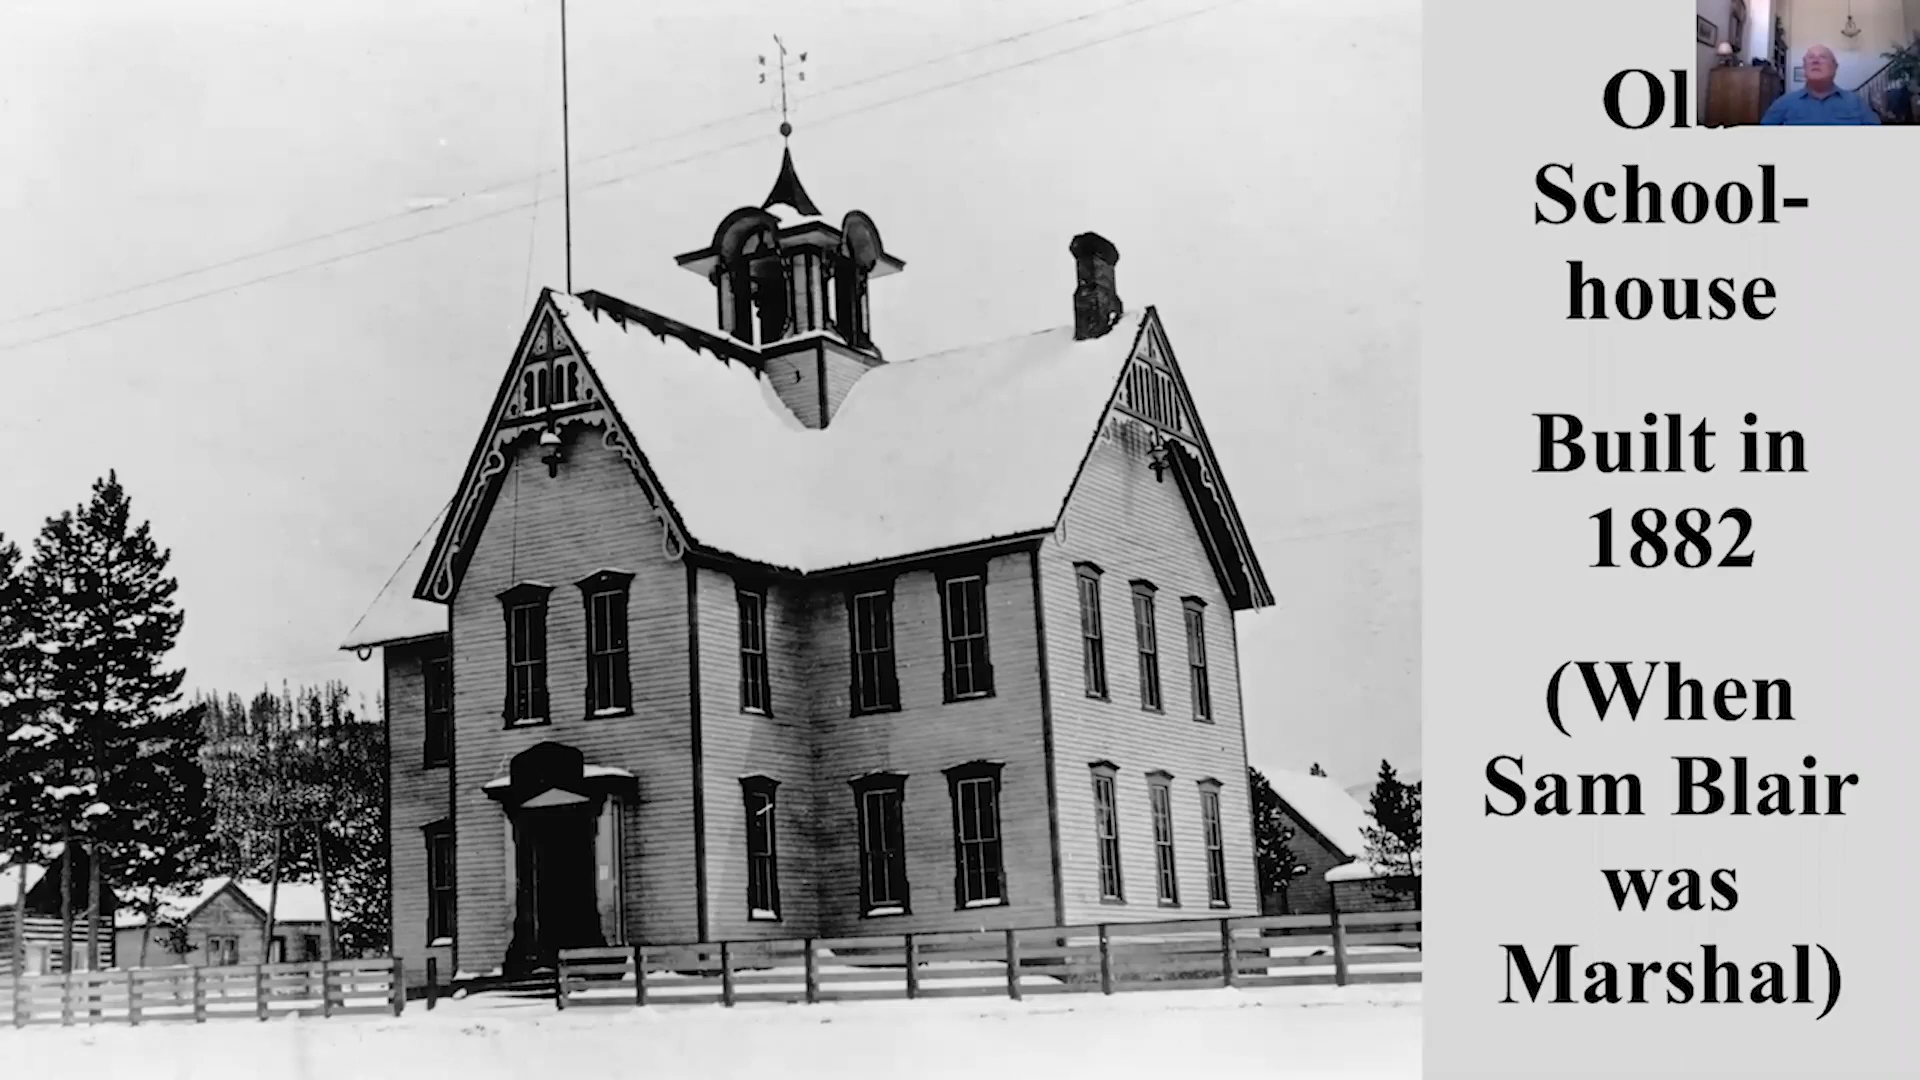 School-
house
Built in
1882
(When
Sam Blair
was
Marshal)